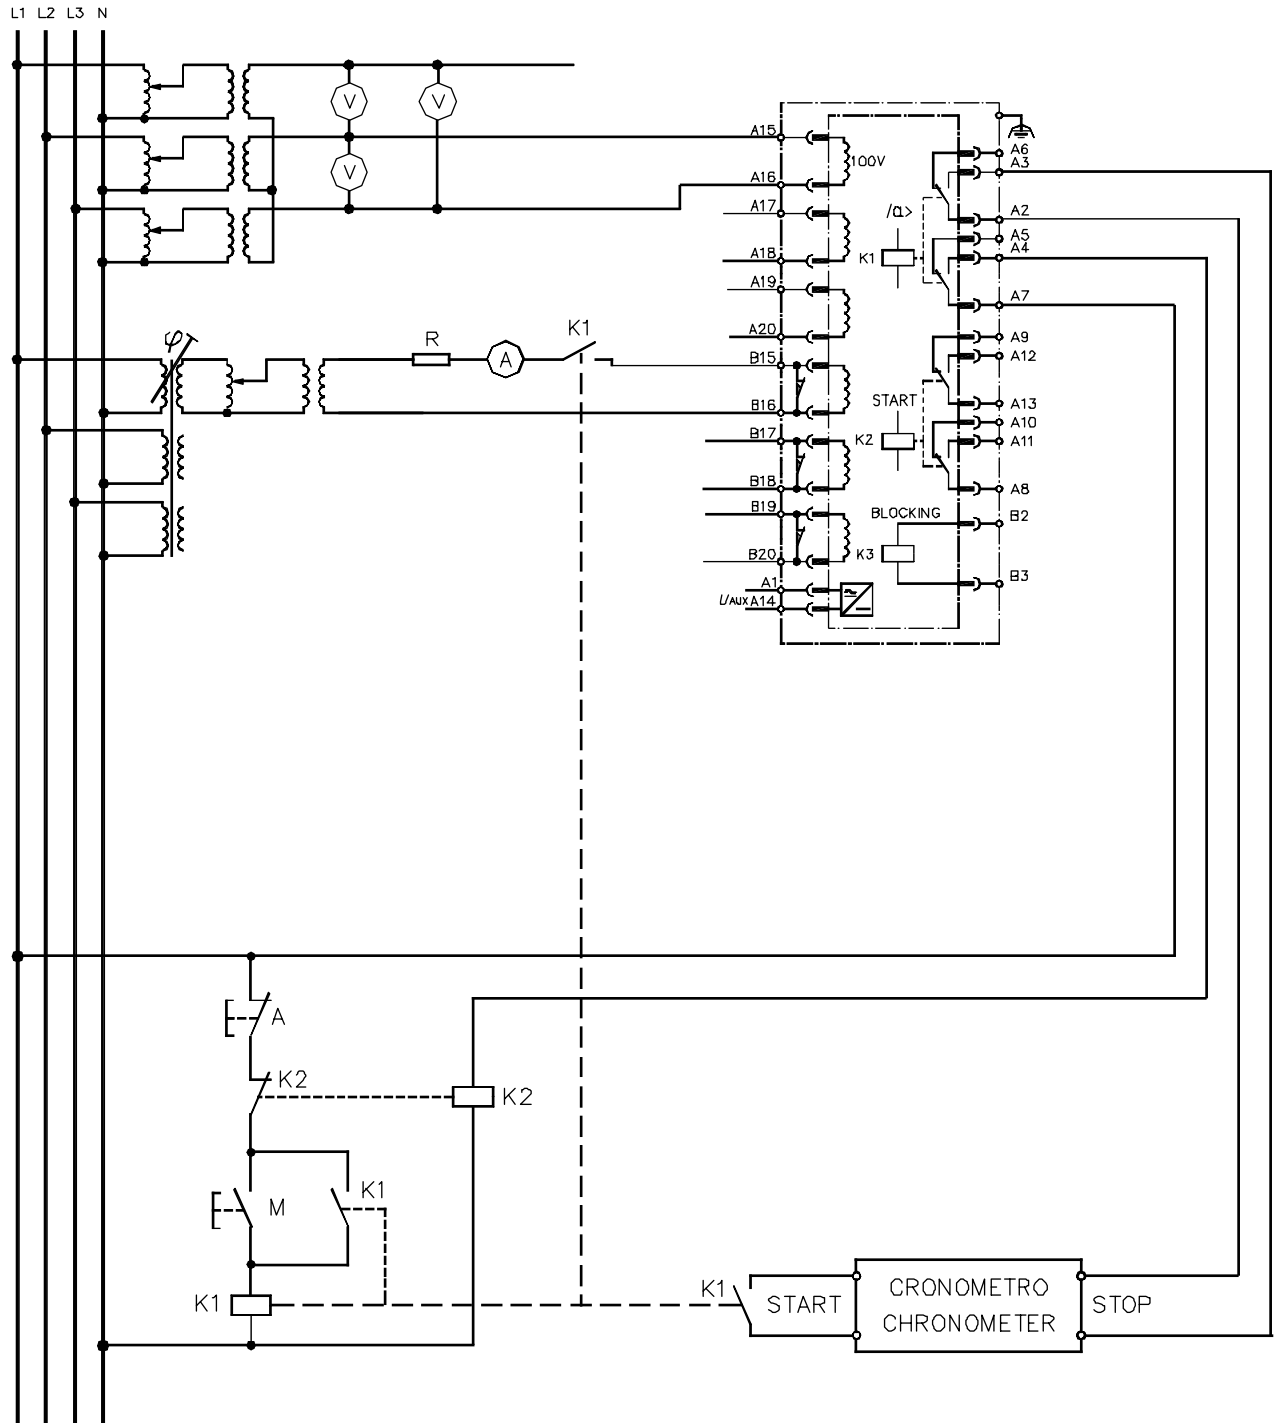 L1 L2 L3 N
V V
A15 A6
100V A3
V
A16
A17 A2
/a>
A5
A18 K1 A4
A19 A7
φ R K1 A20 A9
A B15 A12
START
B16 A13
B17 K2 A10
A11
B18 A8
B19 BLOCKING B2
B20 K3
A1 B3
UAUX A14
A
K2
K2
K1
M
K1
K1 CRONOMETRO
START STOP
CHRONOMETER